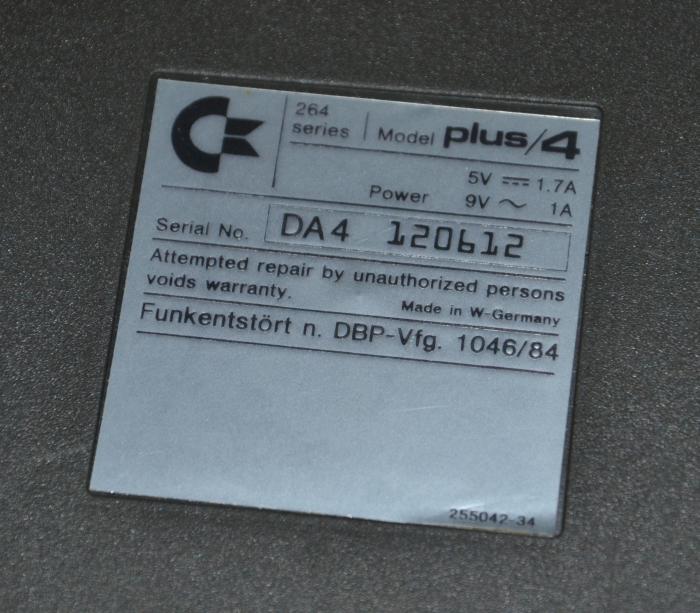 264
series | Model plus/4
Power 5V ⎓ 1.7A
9V ~ 1A
Serial No. DA4 120612
Attempted repair by unauthorized persons
voids warranty.
Made in W-Germany
Funkentstört n. DBP-Vfg. 1046/84
255042-34